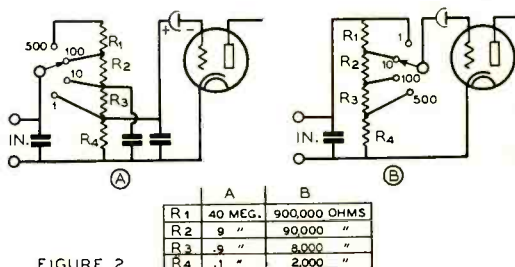 500
100
10
1
R1
R2
R3
R4
+ -
IN.
A
1
10
100
500
R1
R2
R3
R4
IN.
B
A B
R1 40 MEG. 900,000 OHMS
R2 9 " 90,000 "
R3 .9 " 8,000 "
R4 .1 " 2,000 "
FIGURE 2